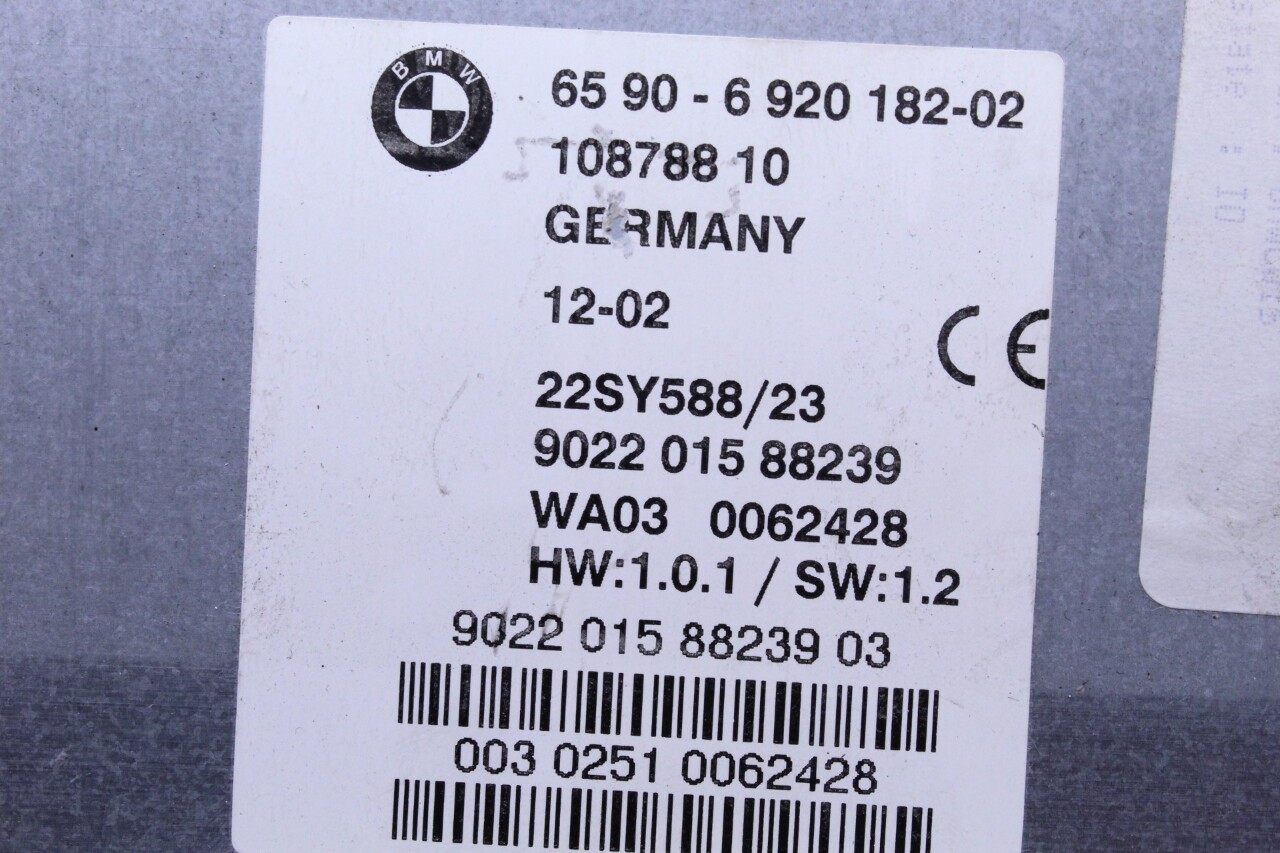 BMW
65 90 - 6 920 182-02
108788 10
GERMANY
12-02
CE
22SY588/23
9022 015 88239
WA03 0062428
HW:1.0.1 / SW:1.2
9022 015 88239 03
003 0251 0062428